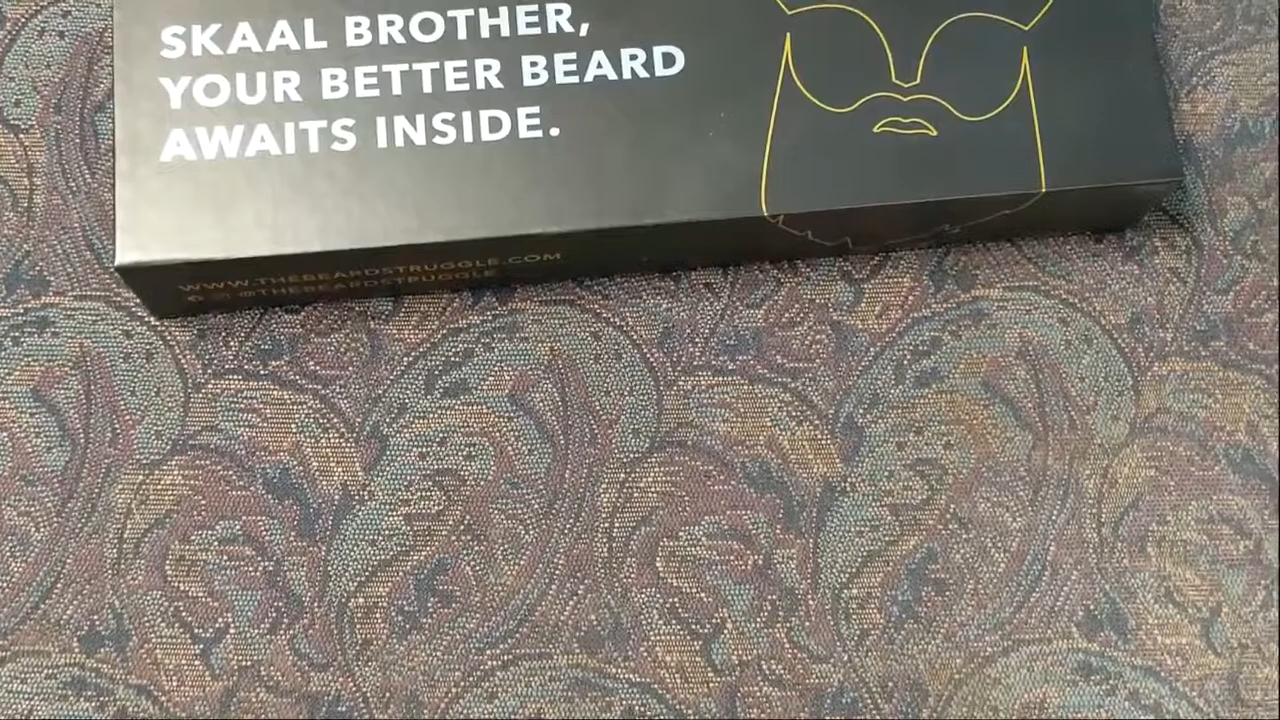 SKAAL BROTHER,
YOUR BETTER BEARD
AWAITS INSIDE.
WWW.THEBEARDSTRUGGLE.COM
@THEBEARDSTRUGGLE